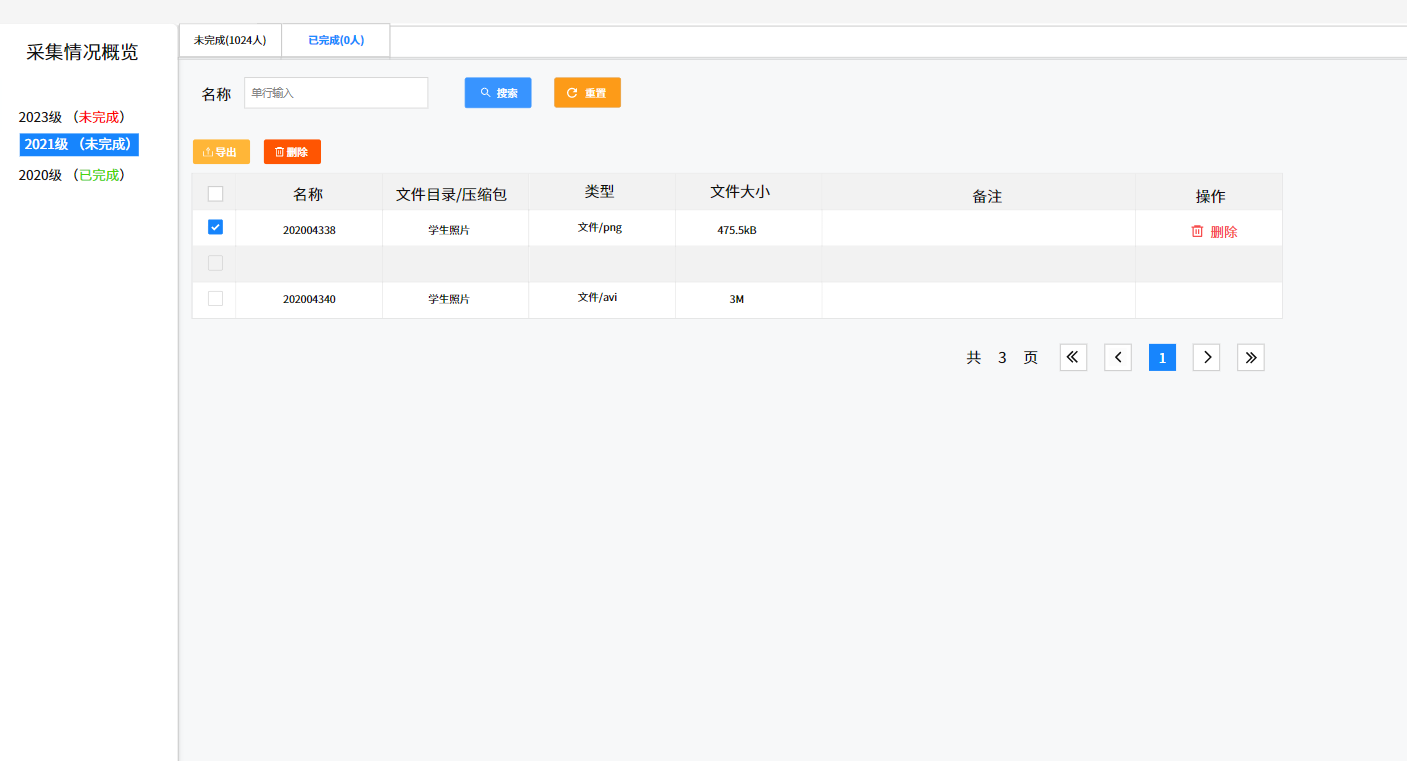 采集情况概览
2023级 （未完成）
2021级 （未完成）
2020级 （已完成）
未完成(1024人) 已完成(0人)
名称 单行输入 搜索 重置
导出 删除
名称 文件目录/压缩包 类型 文件大小 备注 操作
202004338 学生照片 文件/png 475.5kB 删除
202004340 学生照片 文件/avi 3M
共 3 页 1